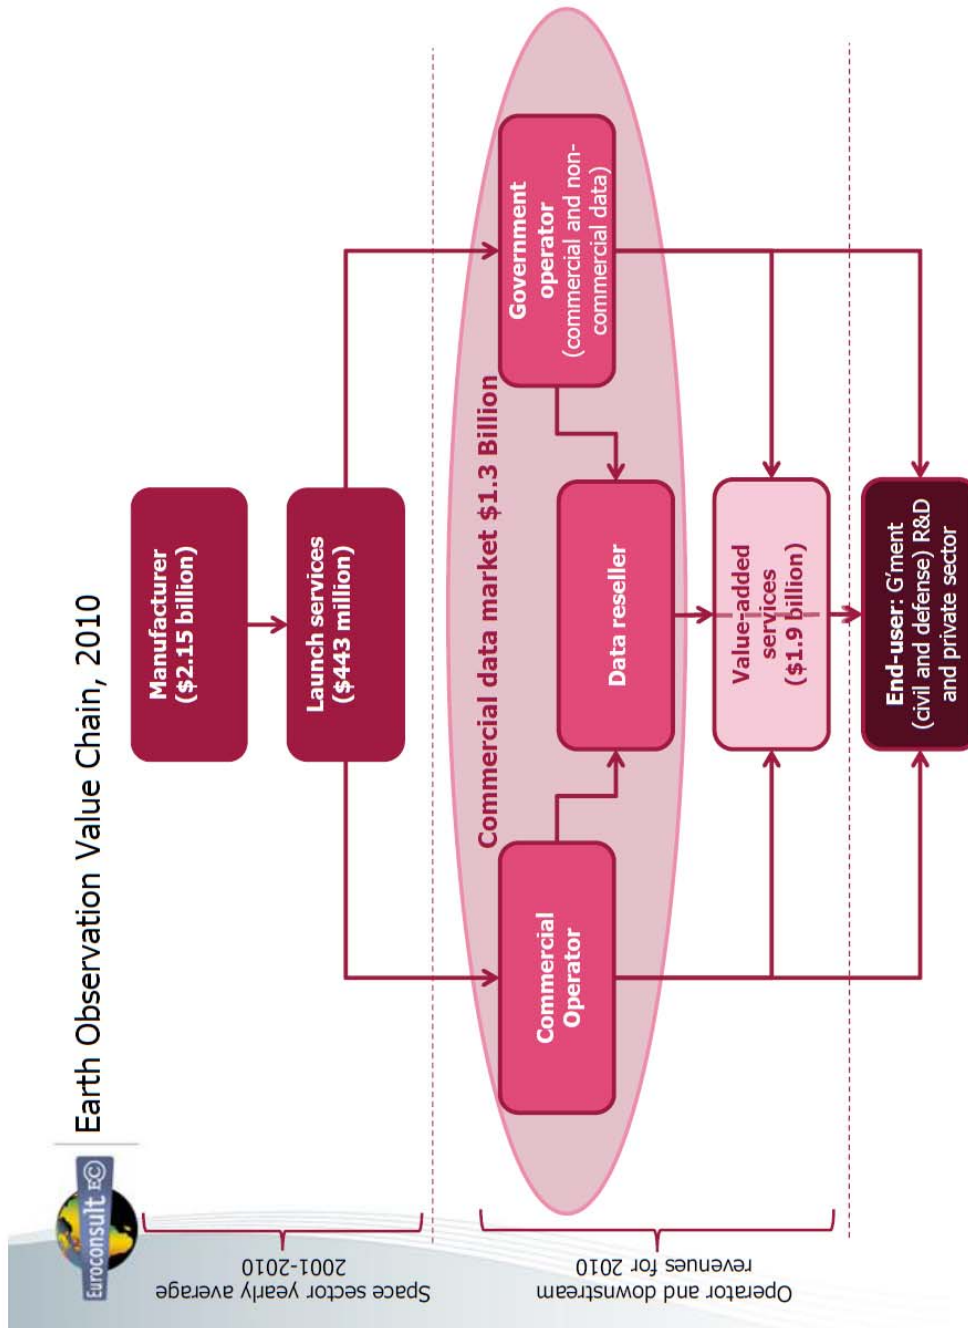 Euroconsult EC
Earth Observation Value Chain, 2010
Space sector yearly average
2001-2010
Manufacturer
($2.15 billion)
Launch services
($443 million)
Operator and downstream
revenues for 2010
Commercial data market $1.3 Billion
Commercial
Operator
Data reseller
Government
operator
(commercial and non-
commercial data)
Value-added
services
($1.9 billion)
End-user: G'ment
(civil and defense) R&D
and private sector